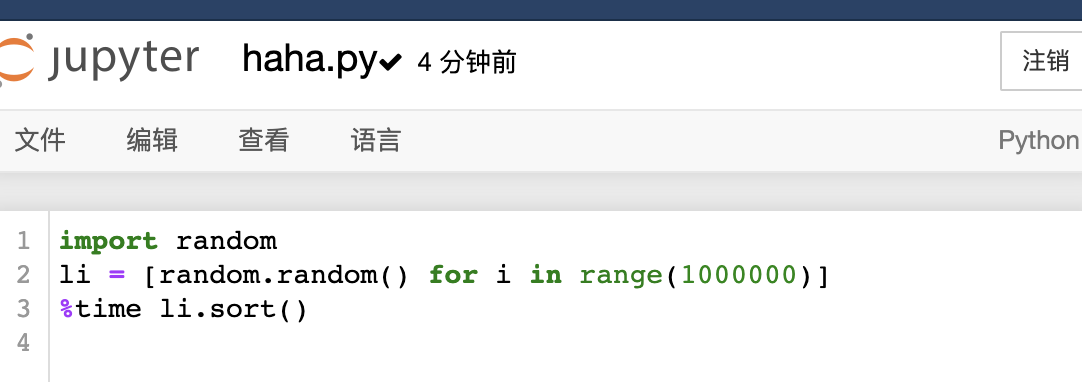 jupyter haha.py✔ 4 分钟前 注销
文件 编辑 查看 语言 Python
1 import random
2 li = [random.random() for i in range(1000000)]
3 %time li.sort()
4